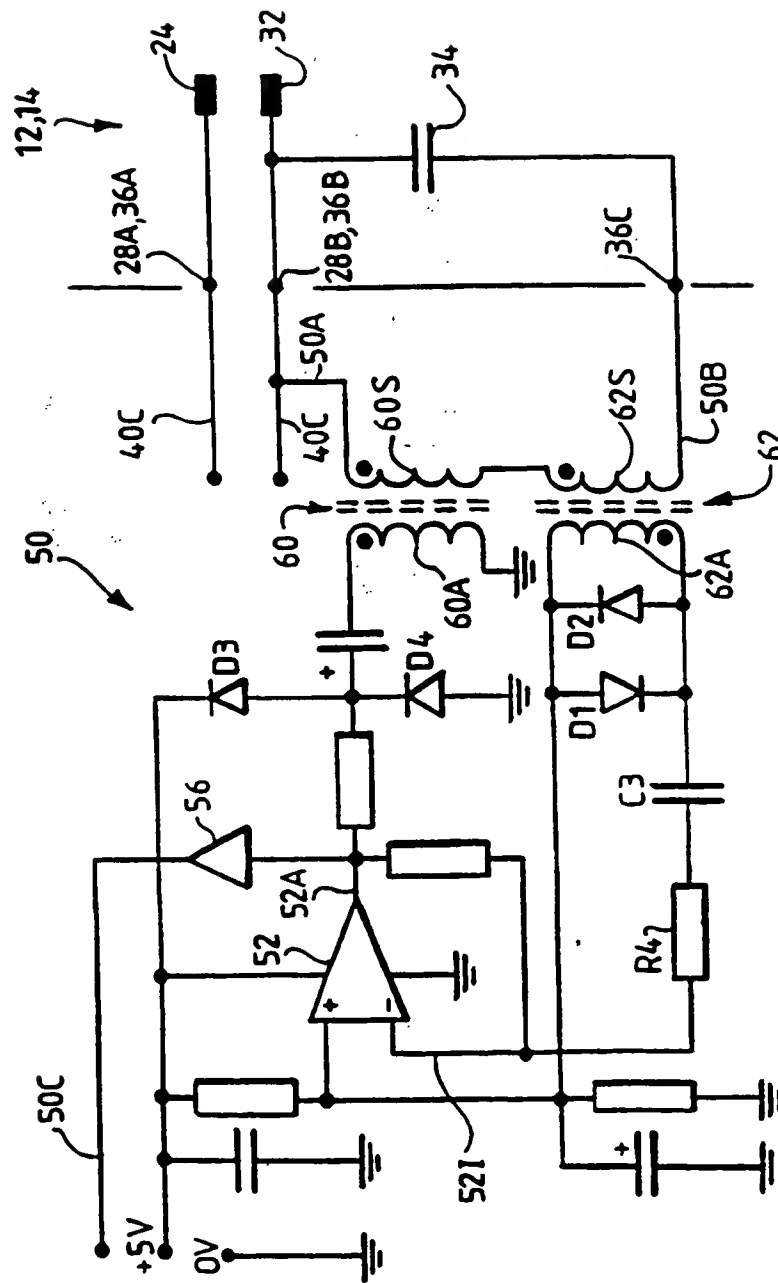 50
12,14
50C
24
28A,36A
40C
+5V
56
D3
32
0V
52
28B,36B
50A
40C
60
52A
+
+
D4
60S
-
34
60A
52I
62S
62A
D2
D1
36C
+
C3
R4
50B
62